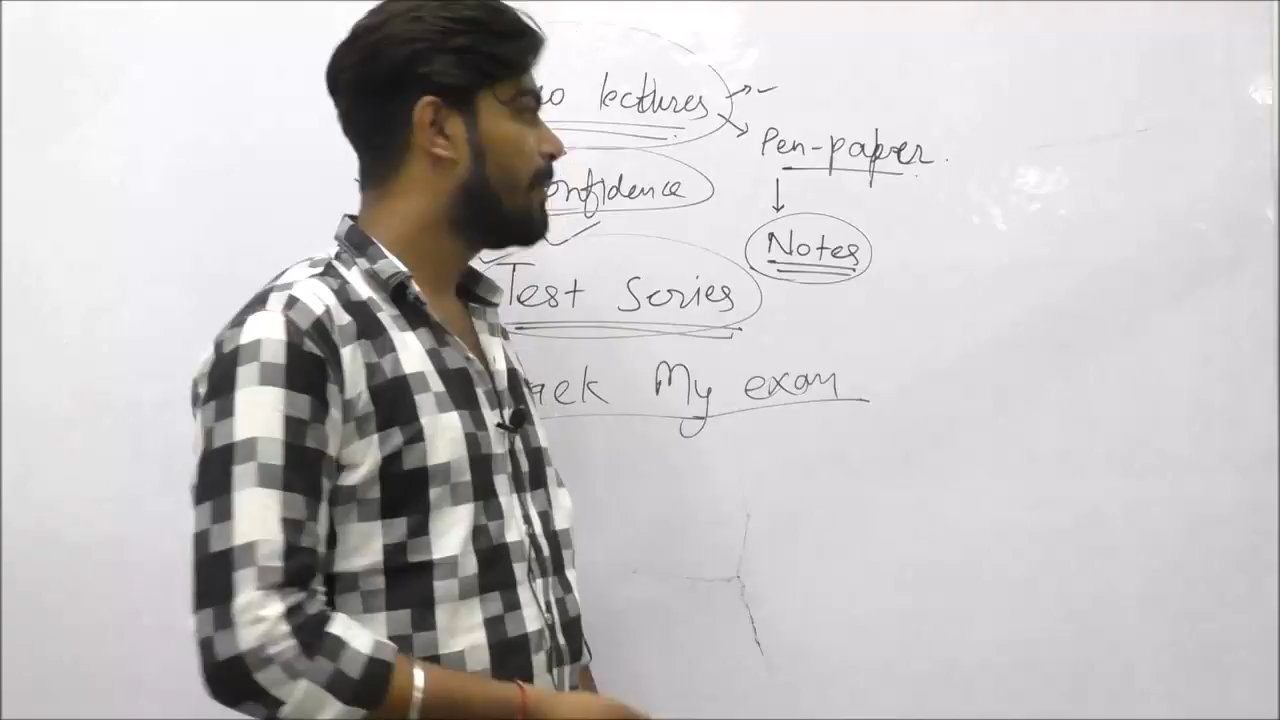 lectures
Pen-paper.
onfidence
Notes
Test Series
My exam